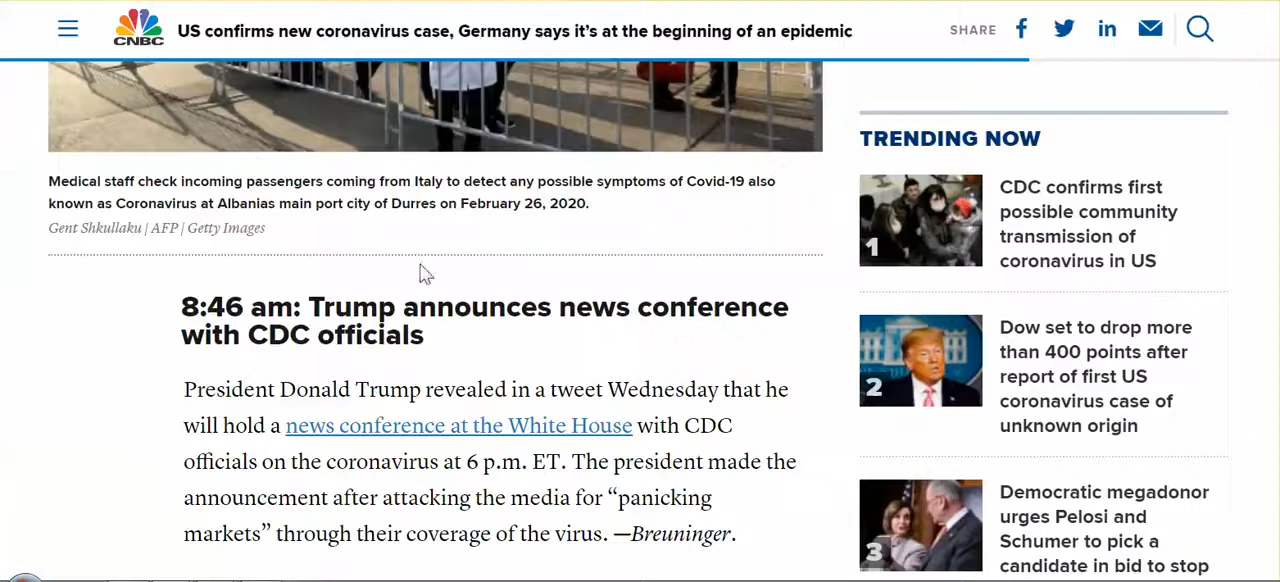 CNBC
US confirms new coronavirus case, Germany says it's at the beginning of an epidemic
SHARE
Medical staff check incoming passengers coming from Italy to detect any possible symptoms of Covid-19 also
known as Coronavirus at Albanias main port city of Durres on February 26, 2020.
Gent Shkullaku | AFP | Getty Images
8:46 am: Trump announces news conference
with CDC officials
President Donald Trump revealed in a tweet Wednesday that he
will hold a news conference at the White House with CDC
officials on the coronavirus at 6 p.m. ET. The president made the
announcement after attacking the media for “panicking
markets” through their coverage of the virus. —Breuninger.
TRENDING NOW
1
CDC confirms first
possible community
transmission of
coronavirus in US
2
Dow set to drop more
than 400 points after
report of first US
coronavirus case of
unknown origin
3
Democratic megadonor
urges Pelosi and
Schumer to pick a
candidate in bid to stop